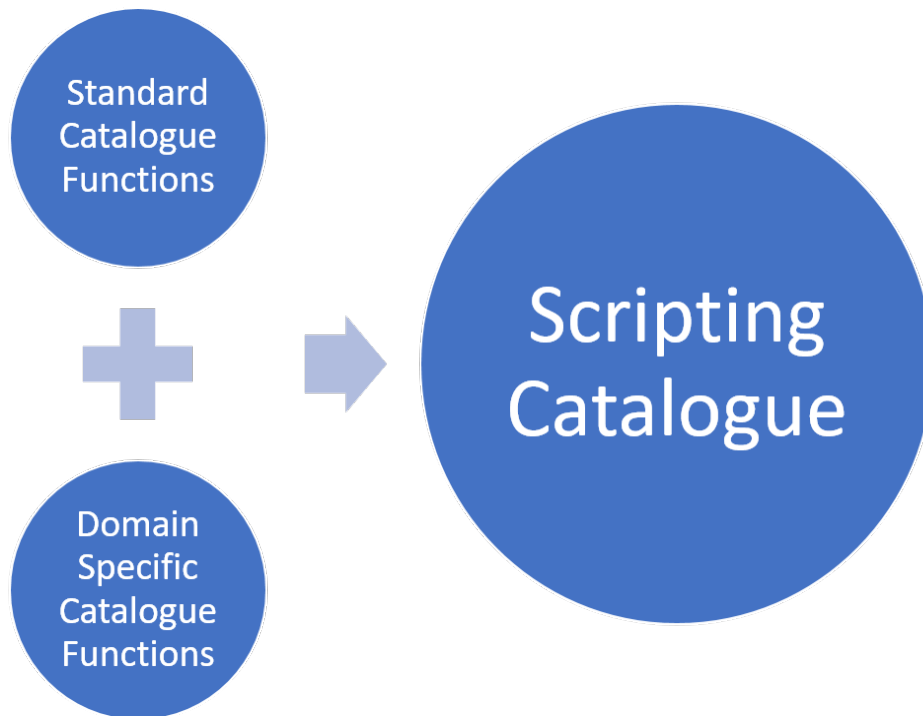 Standard
Catalogue
Functions
Domain
Specific
Catalogue
Functions
Scripting
Catalogue